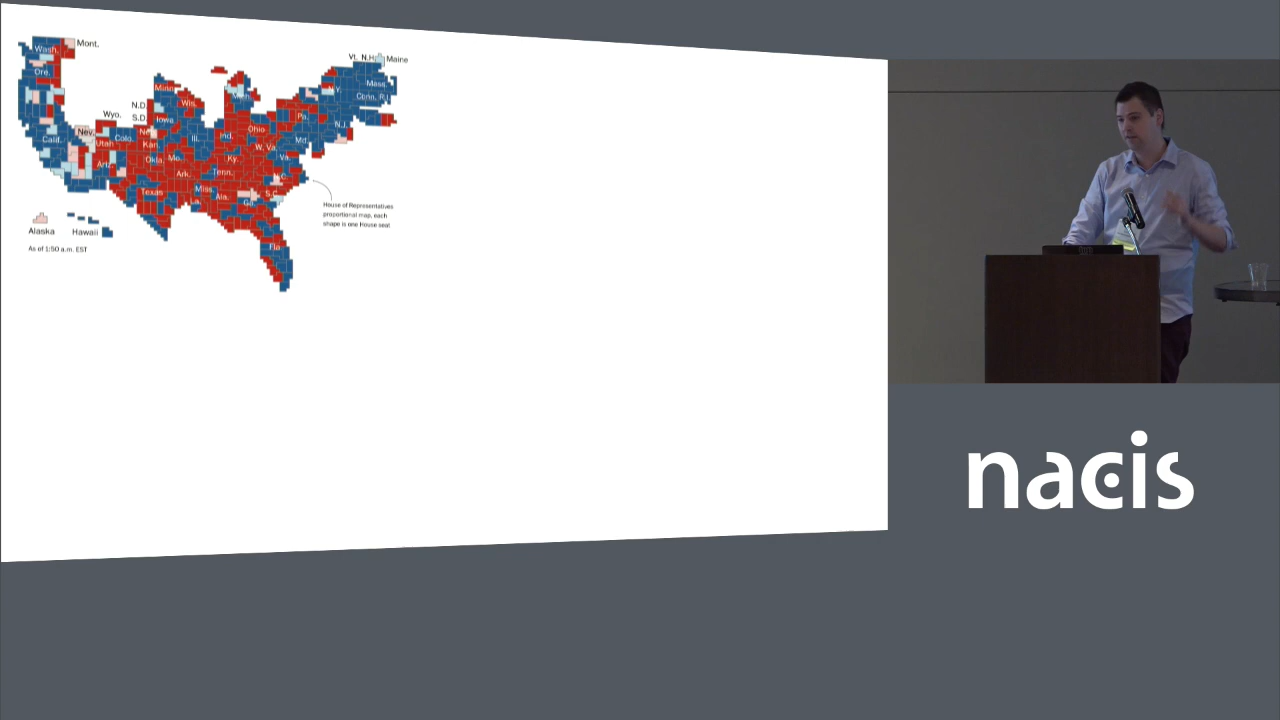 Wash.
Mont.
Vt. N.H.
Maine
Ore.
Minn.
Mich.
N.Y.
Mass.
Wis.
Conn.
R.I.
N.D.
Wyo.
S.D.
Iowa
Pa.
N.J.
Nev.
Ohio
Calif.
Utah
Colo.
Ne
Ill.
Ind.
Md.
Kan.
W. Va.
Va.
Ariz.
Okla.
Mo.
Ky.
Ark.
Tenn.
N.C.
Texas
Miss.
Ala.
S.C.
La.
Ga.
House of Representatives
proportional map, each
shape is one House seat
Alaska
Hawaii
Fla.
As of 1:50 a.m. EST
nacis